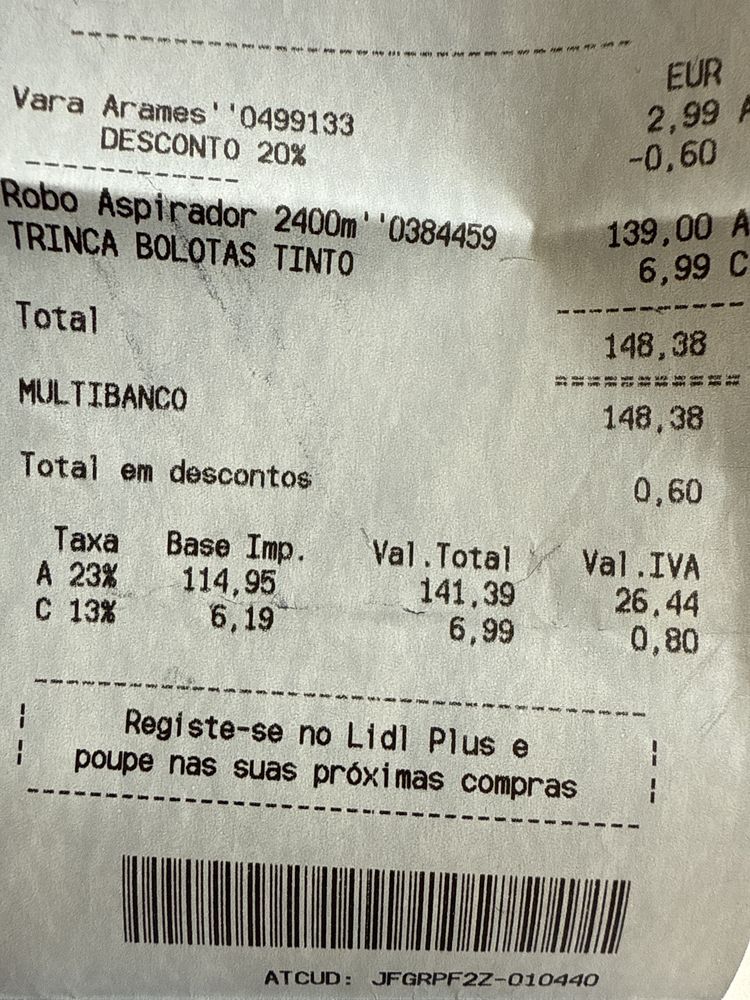 EUR
Vara Arames''0499133 2,99 A
DESCONTO 20% -0,60
Robo Aspirador 2400m''0384459 139,00 A
TRINCA BOLOTAS TINTO 6,99 C
Total 148,38
MULTIBANCO 148,38
Total em descontos 0,60
Taxa Base Imp. Val.Total Val.IVA
A 23% 114,95 141,39 26,44
C 13% 6,19 6,99 0,80
Registe-se no Lidl Plus e
poupe nas suas próximas compras
ATCUD: JFGRPF2Z-010440